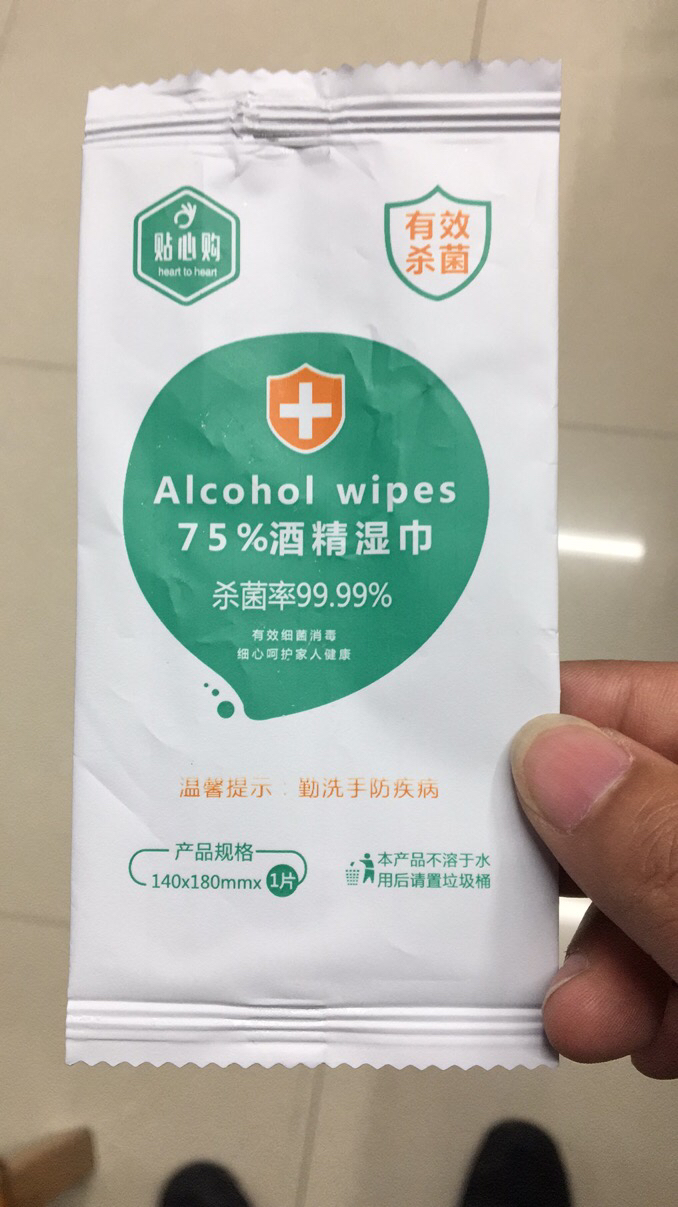 贴心购
heart to heart
有效
杀菌
Alcohol wipes
75%酒精湿巾
杀菌率99.99%
有效细菌消毒
细心呵护家人健康
温馨提示：勤洗手防疾病
产品规格
140x180mmx 1片
本产品不溶于水
用后请置垃圾桶